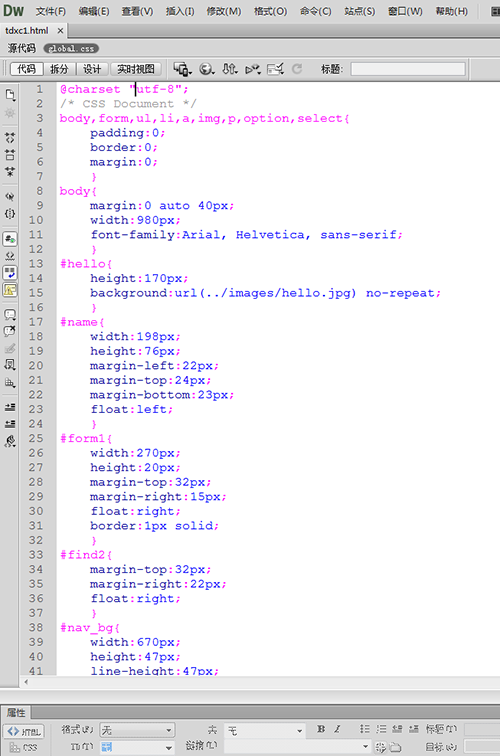 Dw 文件(F) 编辑(E) 查看(V) 插入(I) 修改(M) 格式(O) 命令(C) 站点(S) 窗口(W) 帮助(H)
tdxc1.html ×
源代码 global.css
代码 拆分 设计 实时视图 标题:
1 @charset "utf-8";
2 /* CSS Document */
3 body,form,ul,li,a,img,p,option,select{
4 padding:0;
5 border:0;
6 margin:0;
7 }
8 body{
9 margin:0 auto 40px;
10 width:980px;
11 font-family:Arial, Helvetica, sans-serif;
12 }
13 #hello{
14 height:170px;
15 background:url(../images/hello.jpg) no-repeat;
16 }
17 #name{
18 width:198px;
19 height:76px;
20 margin-left:22px;
21 margin-top:24px;
22 margin-bottom:23px;
23 float:left;
24 }
25 #form1{
26 width:270px;
27 height:20px;
28 margin-top:32px;
29 margin-right:15px;
30 float:right;
31 border:1px solid;
32 }
33 #find2{
34 margin-top:32px;
35 margin-right:22px;
36 float:right;
37 }
38 #nav_bg{
39 width:670px;
40 height:47px;
41 line-height:47px;
属性
<> HTML 格式(F) 无 类 无 B I 标题(T)
CSS ID(I) 无 链接(L) 目标(G)